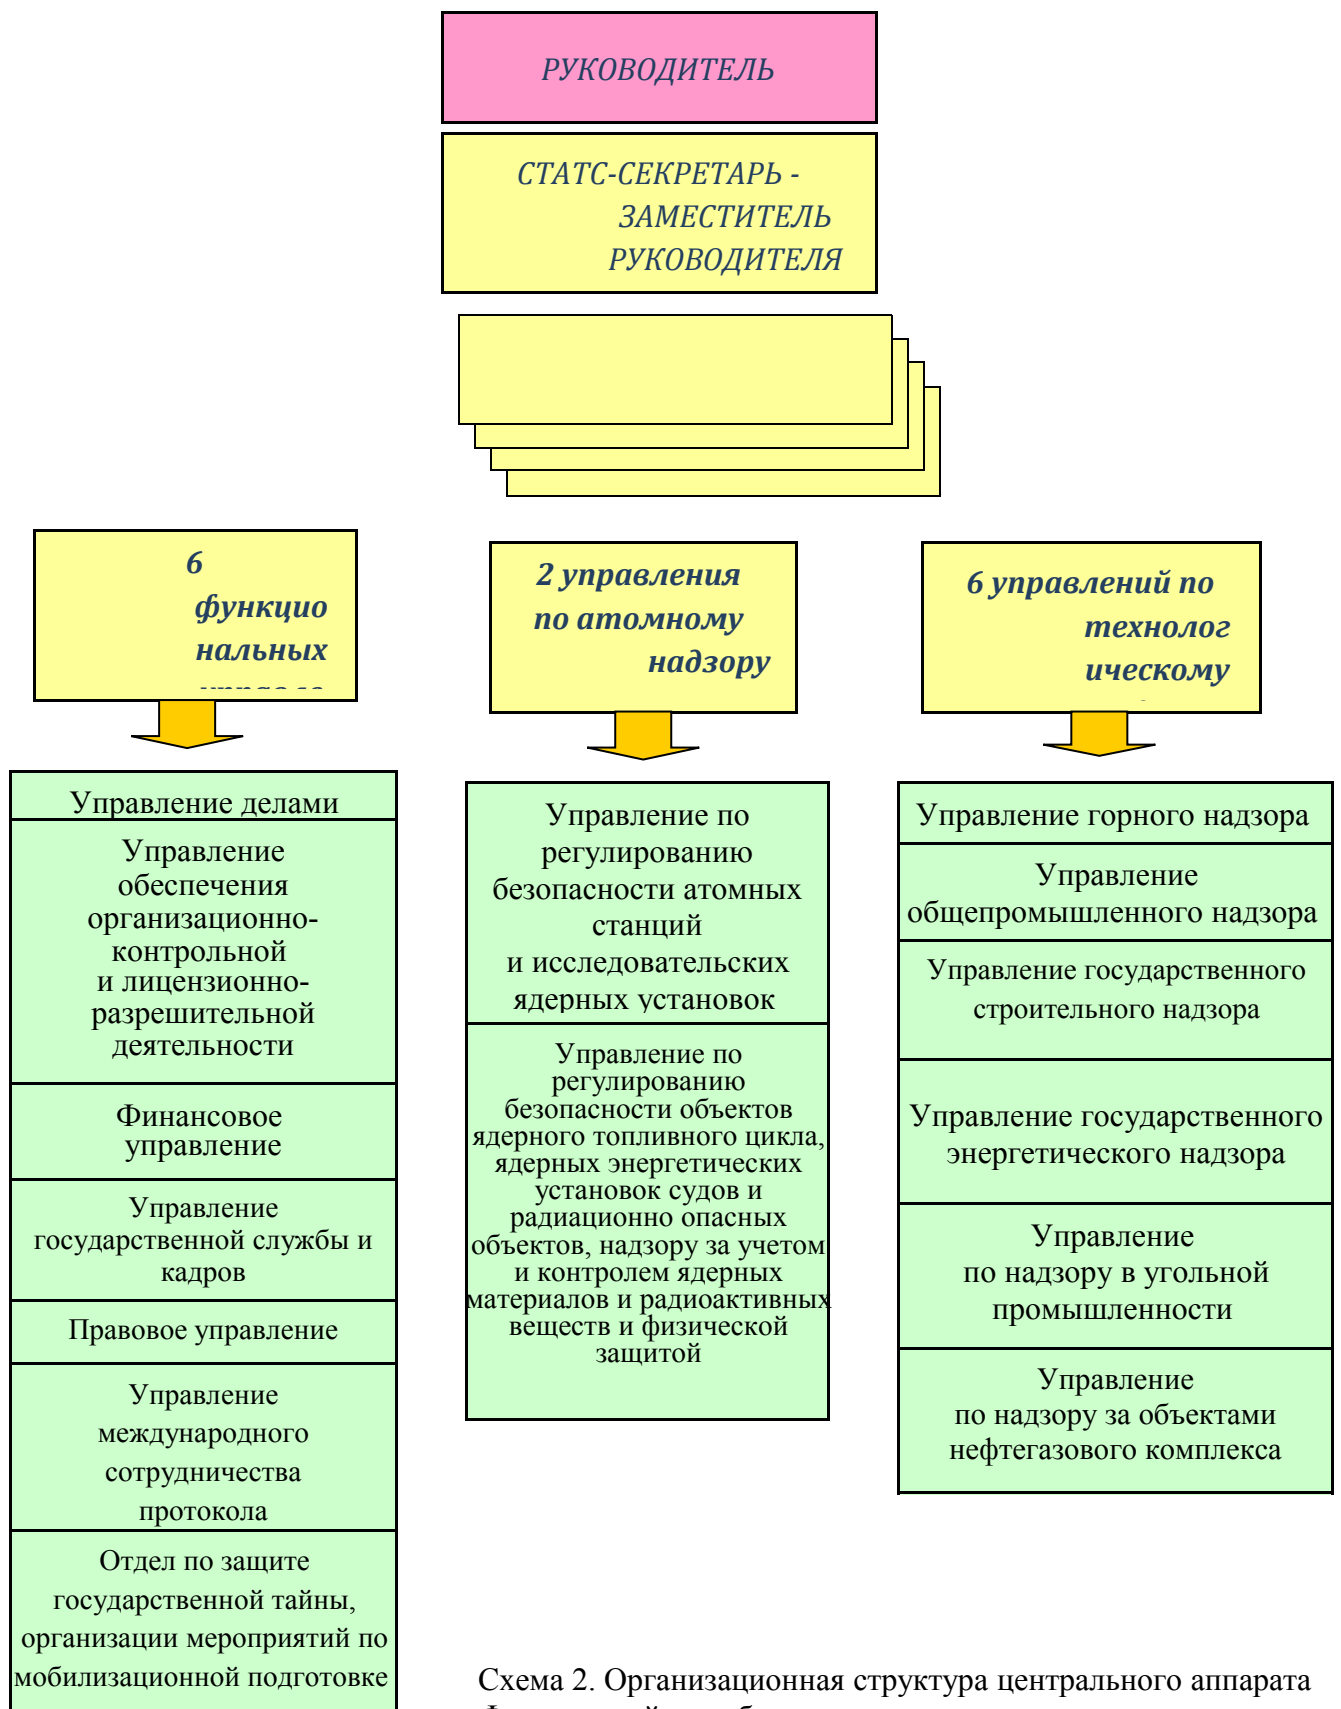 РУКОВОДИТЕЛЬ
СТАТС-СЕКРЕТАРЬ -
ЗАМЕСТИТЕЛЬ
РУКОВОДИТЕЛЯ
6
функцио
нальных
2 управления
по атомному
надзору
6 управлений по
технолог
ическому
Управление делами
Управление
обеспечения
организационно-
контрольной
и лицензионно-
разрешительной
деятельности
Финансовое
управление
Управление
государственной службы и
кадров
Правовое управление
Управление
международного
сотрудничества
протокола
Отдел по защите
государственной тайны,
организации мероприятий по
мобилизационной подготовке
Управление по
регулированию
безопасности атомных
станций
и исследовательских
ядерных установок
Управление по
регулированию
безопасности объектов
ядерного топливного цикла,
ядерных энергетических
установок судов и
радиационно опасных
объектов, надзору за учетом
и контролем ядерных
материалов и радиоактивных
веществ и физической
защитой
Управление горного надзора
Управление
общепромышленного надзора
Управление государственного
строительного надзора
Управление государственного
энергетического надзора
Управление
по надзору в угольной
промышленности
Управление
по надзору за объектами
нефтегазового комплекса
Схема 2. Организационная структура центрального аппарата